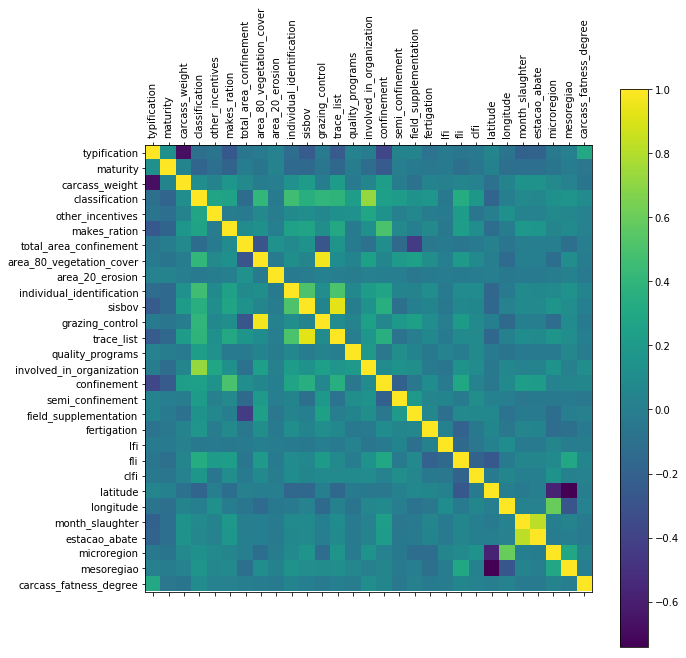 typification
maturity
carcass_weight
classification
other_incentives
makes_ration
total_area_confinement
area_80_vegetation_cover
area_20_erosion
individual_identification
sisbov
grazing_control
trace_list
quality_programs
involved_in_organization
confinement
semi_confinement
field_supplementation
fertigation
lfi
fli
clfi
latitude
longitude
month_slaughter
estacao_abate
microregion
mesoregiao
carcass_fatness_degree
typification
maturity
carcass_weight
classification
other_incentives
makes_ration
total_area_confinement
area_80_vegetation_cover
area_20_erosion
individual_identification
sisbov
grazing_control
trace_list
quality_programs
involved_in_organization
confinement
semi_confinement
field_supplementation
fertigation
lfi
fli
clfi
latitude
longitude
month_slaughter
estacao_abate
microregion
mesoregiao
carcass_fatness_degree
1.0
0.8
0.6
0.4
0.2
0.0
−0.2
−0.4
−0.6